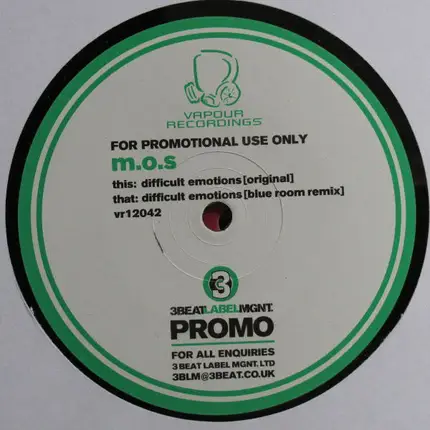 VAPOUR
RECORDINGS
FOR PROMOTIONAL USE ONLY
m.o.s
this: difficult emotions[original]
that: difficult emotions[blue room remix]
vr12042
3
3BEATLABELMGNT.
PROMO
FOR ALL ENQUIRIES
3 BEAT LABEL MGNT. LTD
3BLM@3BEAT.CO.UK